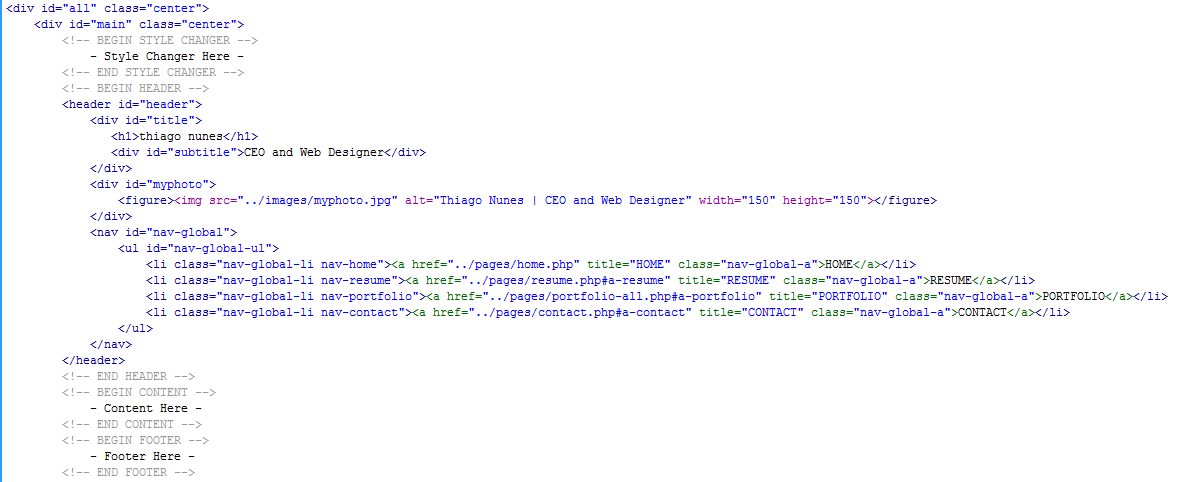 <div id="all" class="center">
<div id="main" class="center">
<!-- BEGIN STYLE CHANGER -->
- Style Changer Here -
<!-- END STYLE CHANGER -->
<!-- BEGIN HEADER -->
<header id="header">
<div id="title">
<h1>thiago nunes</h1>
<div id="subtitle">CEO and Web Designer</div>
</div>
<div id="myphoto">
<figure><img src="../images/myphoto.jpg" alt="Thiago Nunes | CEO and Web Designer" width="150" height="150"></figure>
</div>
<nav id="nav-global">
<ul id="nav-global-ul">
<li class="nav-global-li nav-home"><a href="../pages/home.php" title="HOME" class="nav-global-a">HOME</a></li>
<li class="nav-global-li nav-resume"><a href="../pages/resume.php#a-resume" title="RESUME" class="nav-global-a">RESUME</a></li>
<li class="nav-global-li nav-portfolio"><a href="../pages/portfolio-all.php#a-portfolio" title="PORTFOLIO" class="nav-global-a">PORTFOLIO</a></li>
<li class="nav-global-li nav-contact"><a href="../pages/contact.php#a-contact" title="CONTACT" class="nav-global-a">CONTACT</a></li>
</ul>
</nav>
</header>
<!-- END HEADER -->
<!-- BEGIN CONTENT -->
- Content Here -
<!-- END CONTENT -->
<!-- BEGIN FOOTER -->
- Footer Here -
<!-- END FOOTER -->